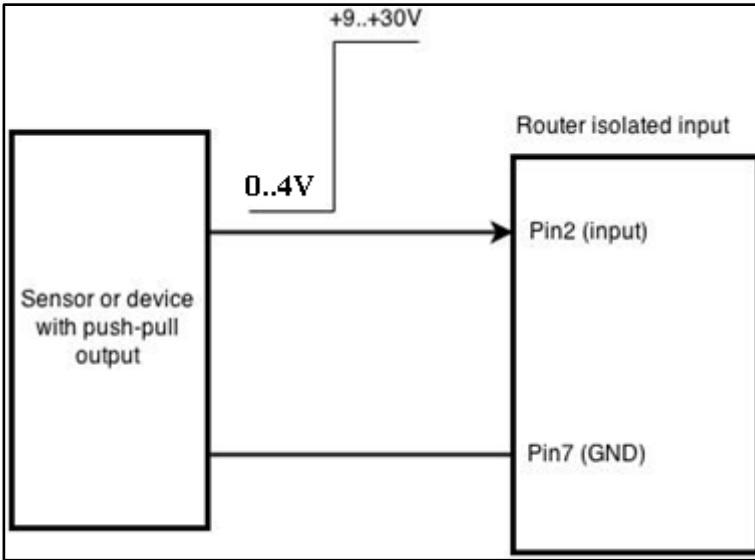 +9..+30V
Router isolated input
0..4V
Pin2 (input)
Sensor or device
with push-pull
output
Pin7 (GND)